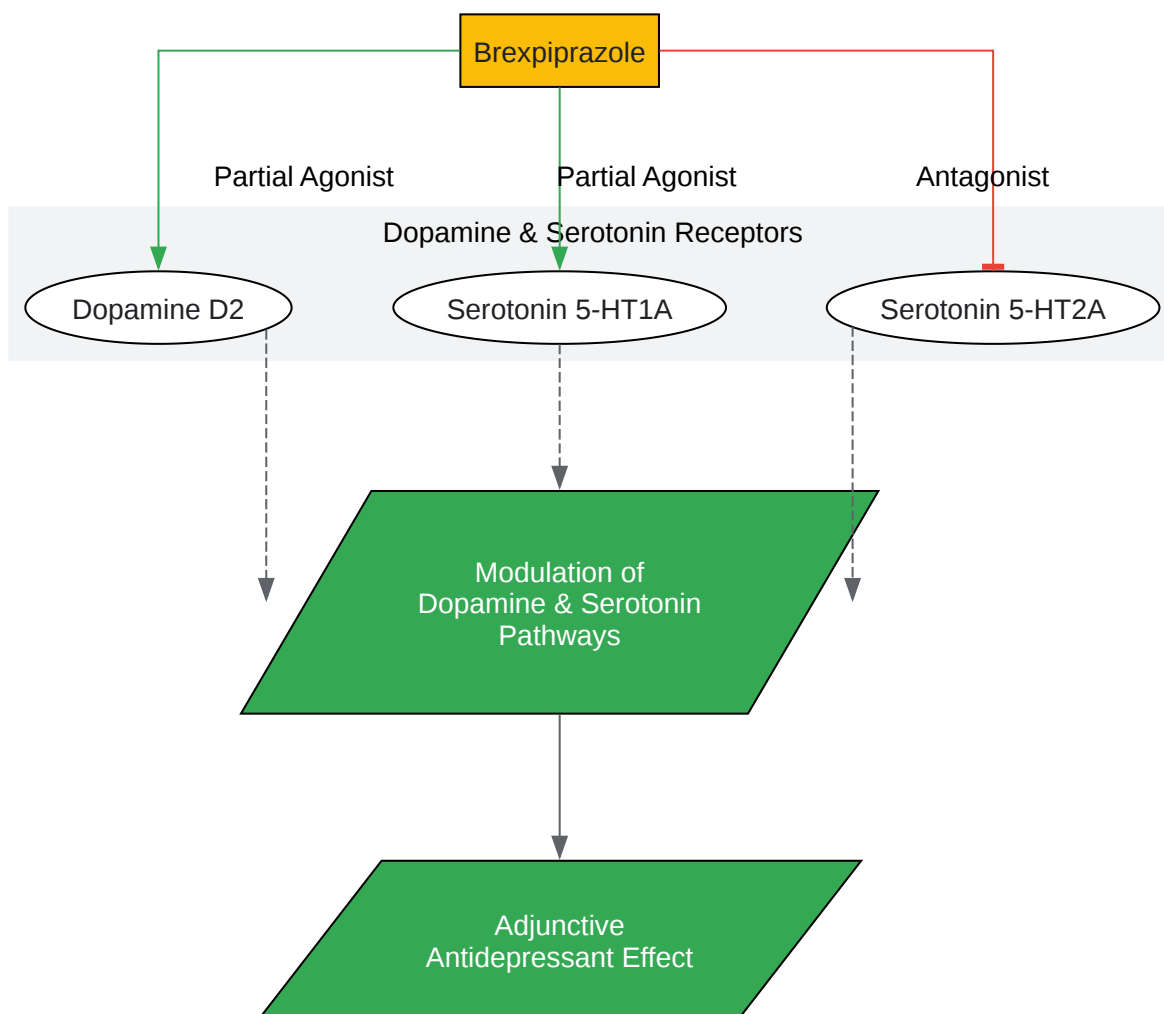 Brexpiprazole
Partial Agonist
Partial Agonist
Antagonist
Dopamine & Serotonin Receptors
Dopamine D2
Serotonin 5-HT1A
Serotonin 5-HT2A
Modulation of
Dopamine & Serotonin
Pathways
Adjunctive
Antidepressant Effect